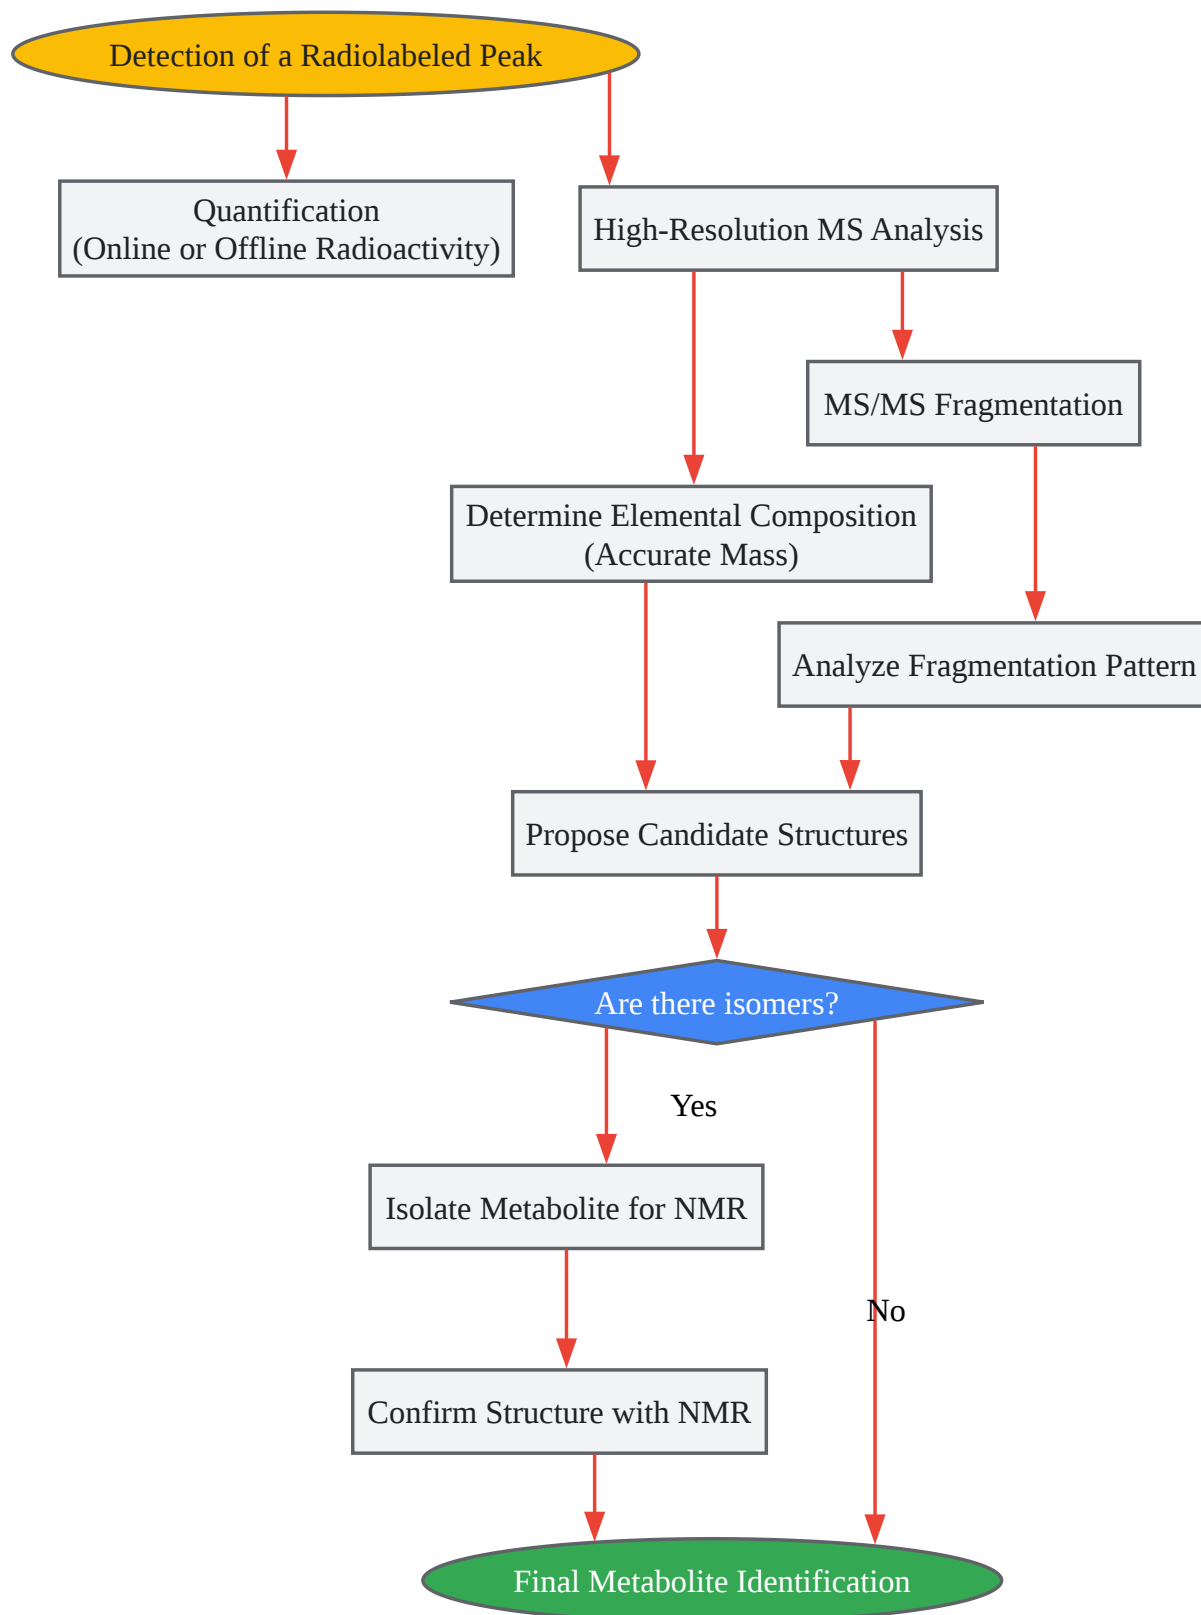 Detection of a Radiolabeled Peak
Quantification
(Online or Offline Radioactivity)
High-Resolution MS Analysis
MS/MS Fragmentation
Determine Elemental Composition
(Accurate Mass)
Analyze Fragmentation Pattern
Propose Candidate Structures
Are there isomers?
Yes
Isolate Metabolite for NMR
No
Confirm Structure with NMR
Final Metabolite Identification